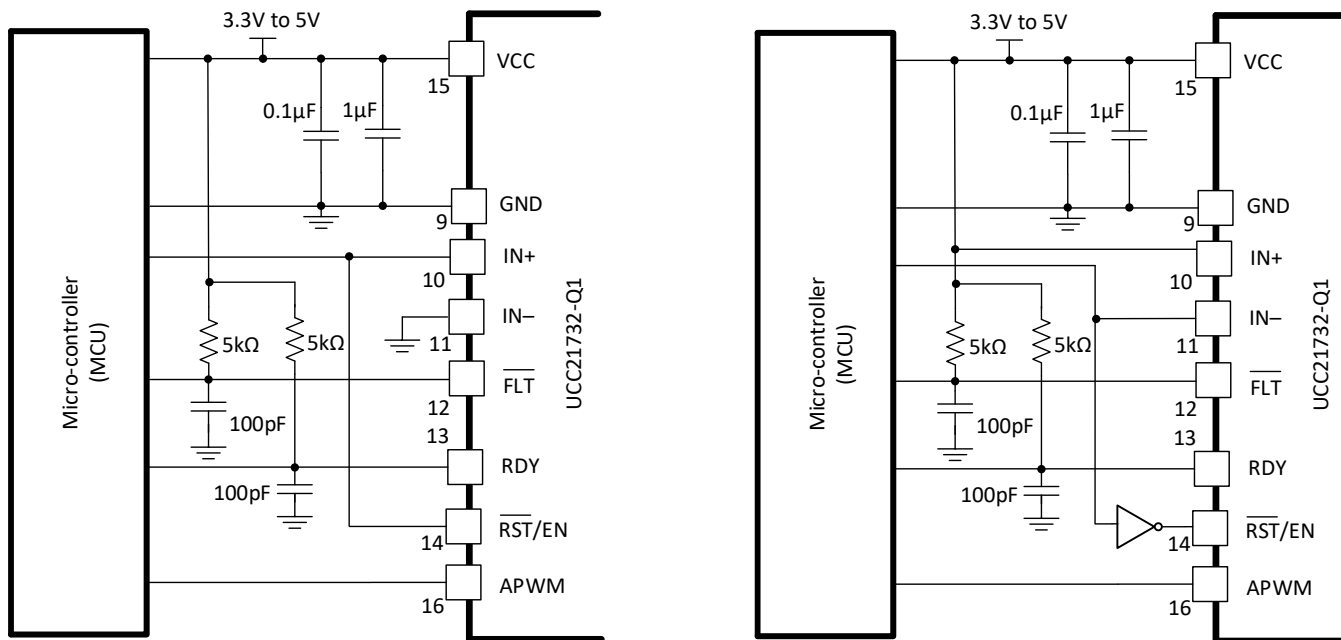 3.3V to 5V
VCC
15
0.1µF
1µF
GND
9
IN+
10
IN–
11
5kΩ
5kΩ
FLT
12
100pF
13
RDY
100pF
RST/EN
14
APWM
16
Micro-controller
(MCU)
UCC21732-Q1
3.3V to 5V
VCC
15
0.1µF
1µF
GND
9
IN+
10
IN–
11
5kΩ
5kΩ
FLT
12
100pF
13
RDY
100pF
RST/EN
14
APWM
16
Micro-controller
(MCU)
UCC21732-Q1